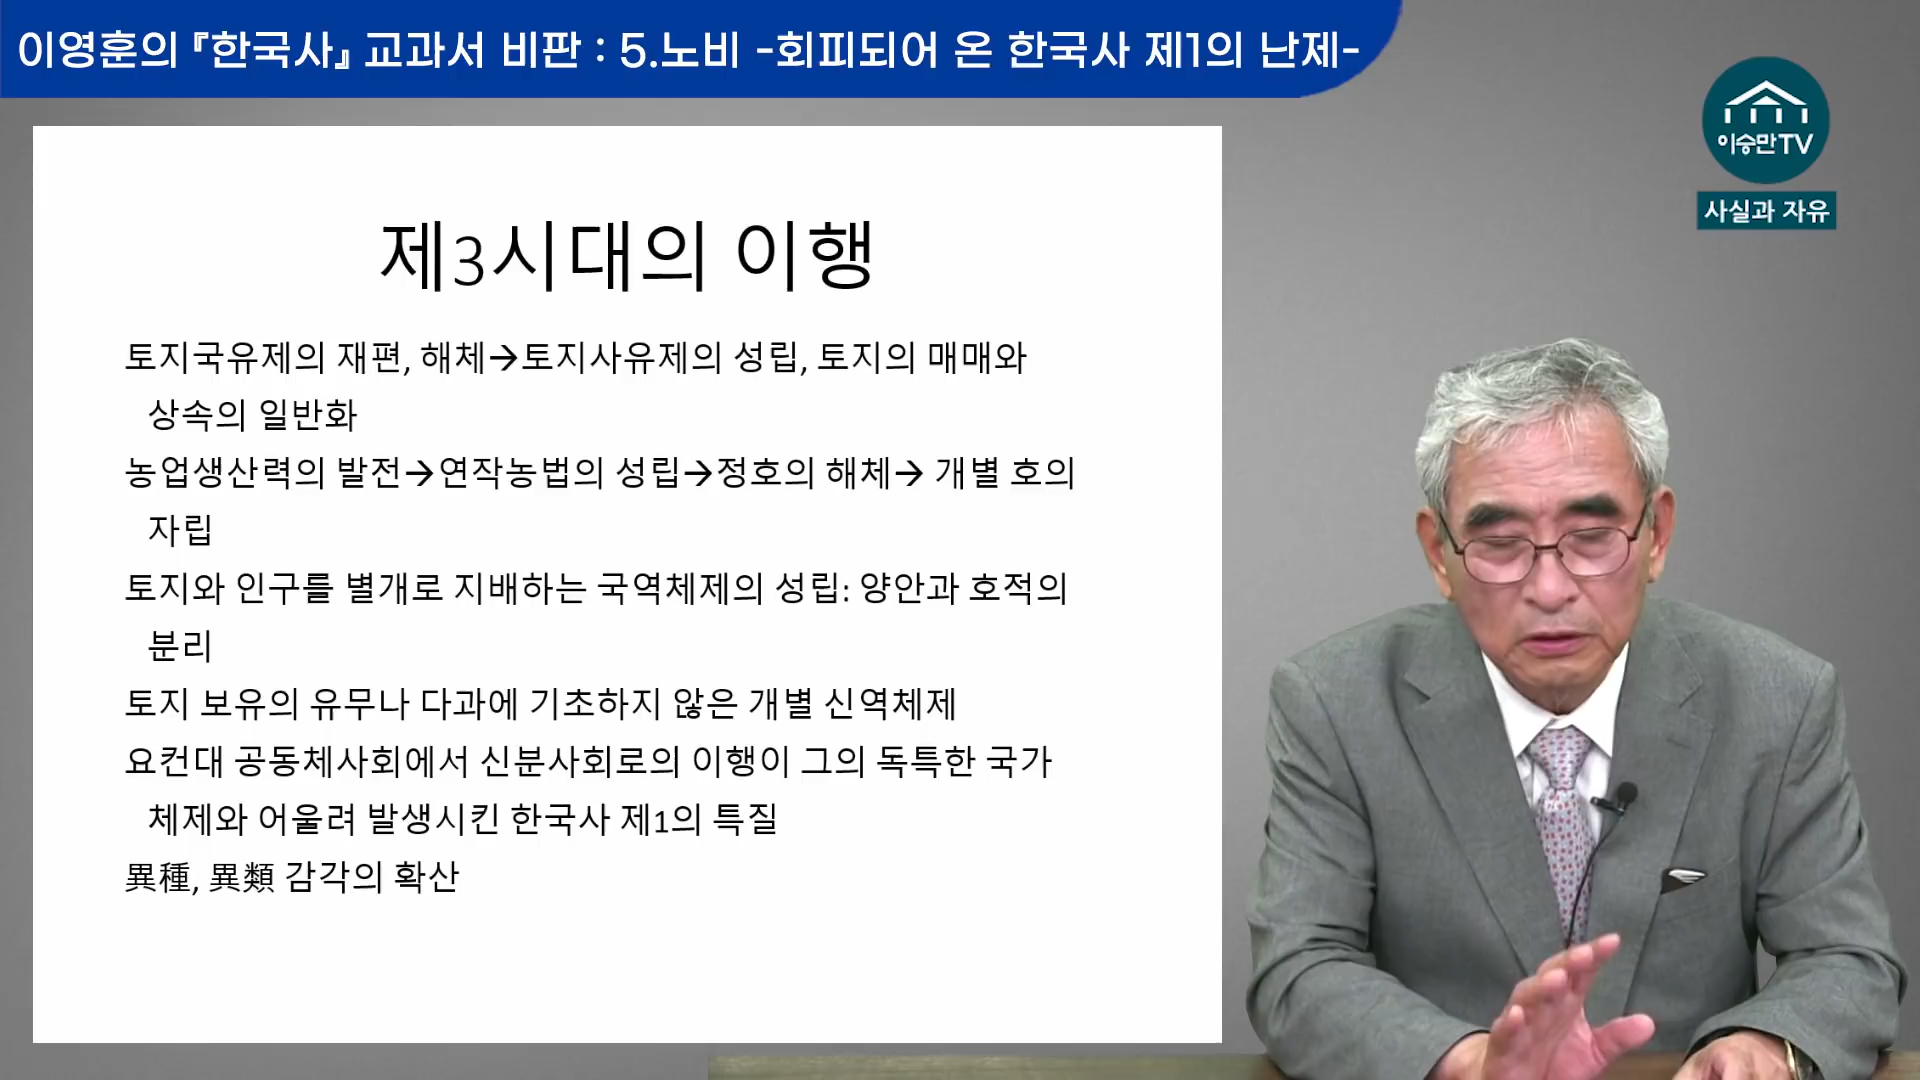 이영훈의 『한국사』 교과서 비판 : 5.노비 -회피되어 온 한국사 제1의 난제-
이승만TV
사실과 자유
제3시대의 이행
토지국유제의 재편, 해체→토지사유제의 성립, 토지의 매매와
상속의 일반화
농업생산력의 발전→연작농법의 성립→정호의 해체→ 개별 호의
자립
토지와 인구를 별개로 지배하는 국역체제의 성립: 양안과 호적의
분리
토지 보유의 유무나 다과에 기초하지 않은 개별 신역체제
요컨대 공동체사회에서 신분사회로의 이행이 그의 독특한 국가
체제와 어울려 발생시킨 한국사 제1의 특질
異種, 異類 감각의 확산